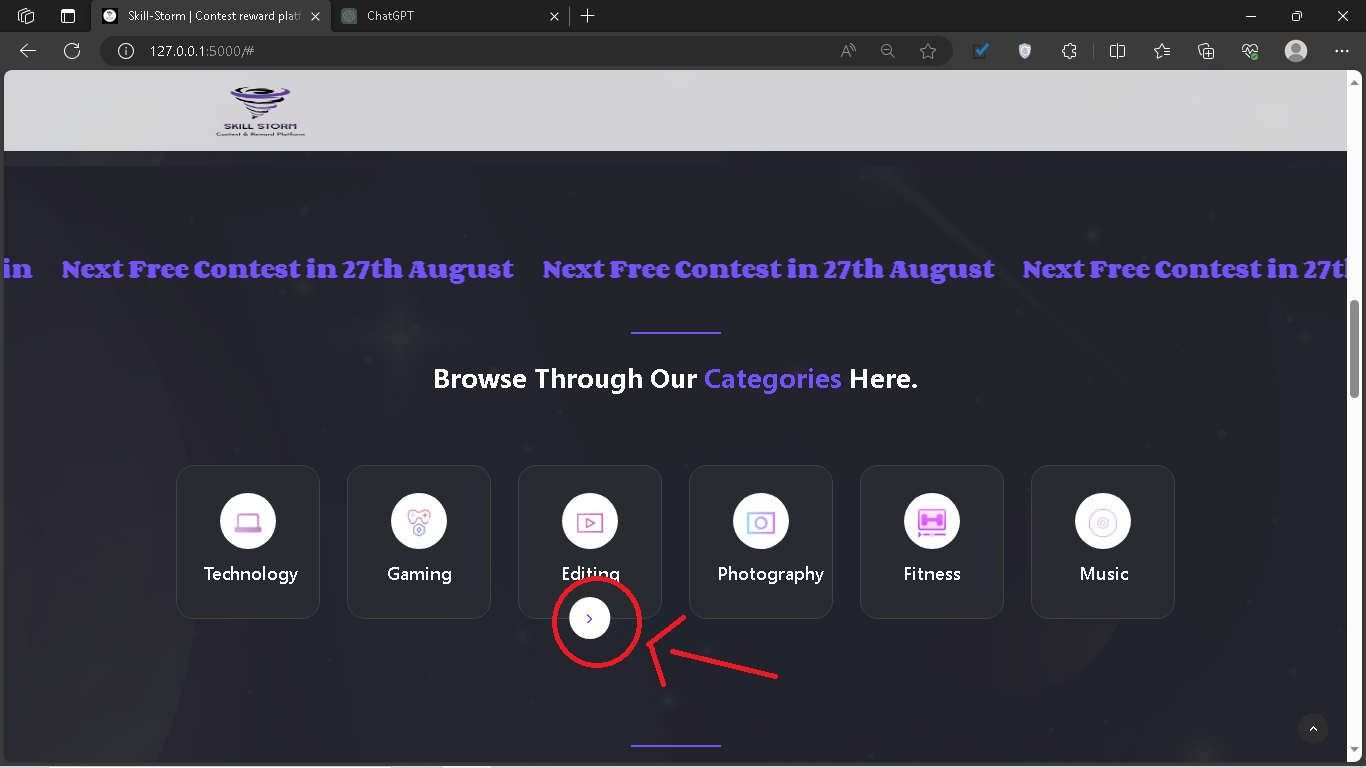 Skill-Storm | Contest reward platf
ChatGPT
127.0.0.1:5000/#
SKILL STORM
Contest & Reward Platform
in Next Free Contest in 27th August Next Free Contest in 27th August Next Free Contest in 27t
Browse Through Our Categories Here.
Technology Gaming Editing Photography Fitness Music